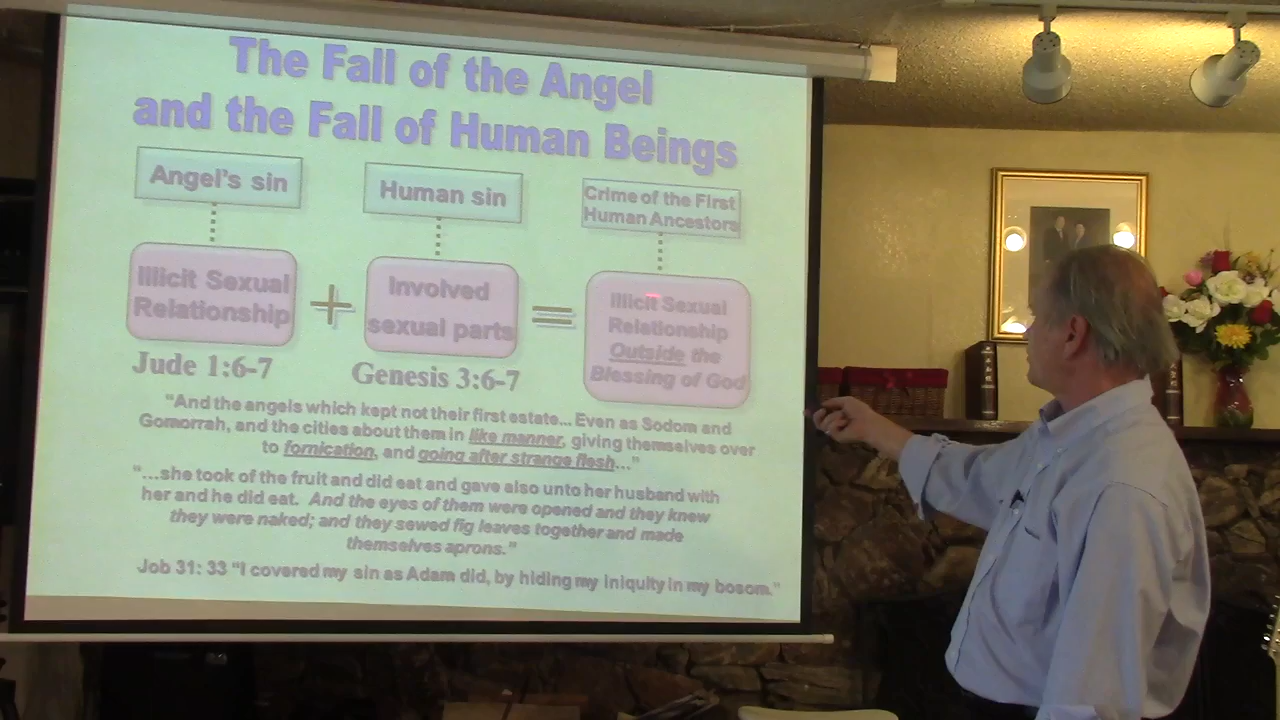 The Fall of the Angel
and the Fall of Human Beings
Angel's sin
Human sin
Crime of the First
Human Ancestors
Illicit Sexual
Relationship
+
Involved
sexual parts
=
Illicit Sexual
Relationship
Outside the
Blessing of God
Jude 1:6-7
Genesis 3:6-7
"And the angels which kept not their first estate... Even as Sodom and
Gomorrah, and the cities about them in like manner, giving themselves over
to fornication, and going after strange flesh..."
"...she took of the fruit and did eat and gave also unto her husband with
her and he did eat. And the eyes of them were opened and they knew
they were naked; and they sewed fig leaves together and made
themselves aprons."
Job 31: 33 "I covered my sin as Adam did, by hiding my iniquity in my bosom."